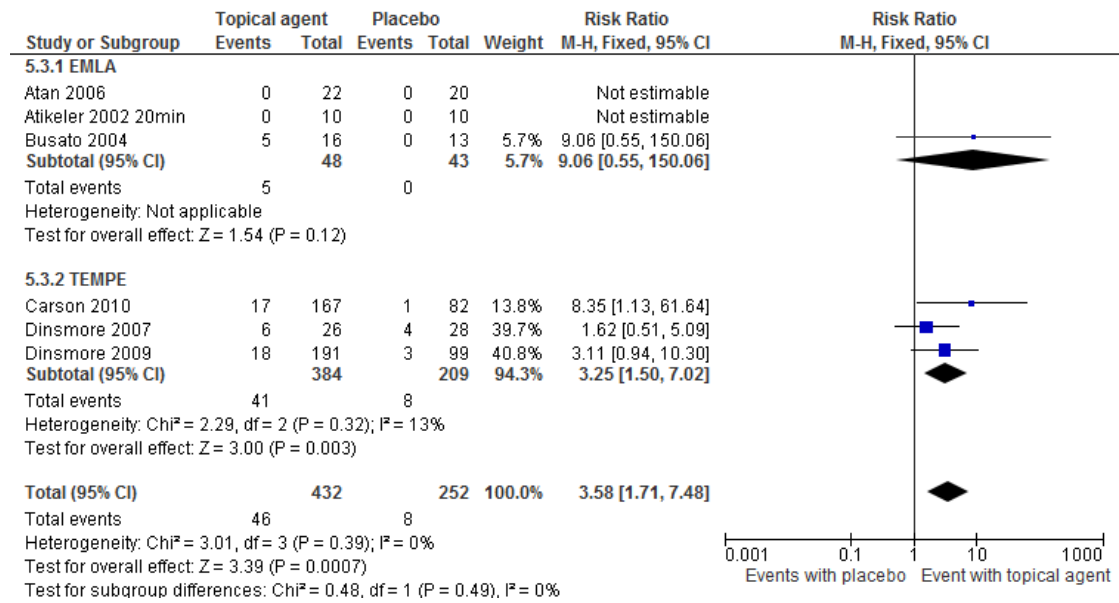 Topical agent Placebo Risk Ratio Risk Ratio
Study or Subgroup Events Total Events Total Weight M-H, Fixed, 95% CI M-H, Fixed, 95% CI
5.3.1 EMLA
Atan 2006 0 22 0 20 Not estimable
Atikeler 2002 20min 0 10 0 10 Not estimable
Busato 2004 5 16 0 13 5.7% 9.06 [0.55, 150.06]
Subtotal (95% CI) 48 43 5.7% 9.06 [0.55, 150.06]
Total events 5 0
Heterogeneity: Not applicable
Test for overall effect: Z = 1.54 (P = 0.12)
5.3.2 TEMPE
Carson 2010 17 167 1 82 13.8% 8.35 [1.13, 61.64]
Dinsmore 2007 6 26 4 28 39.7% 1.62 [0.51, 5.09]
Dinsmore 2009 18 191 3 99 40.8% 3.11 [0.94, 10.30]
Subtotal (95% CI) 384 209 94.3% 3.25 [1.50, 7.02]
Total events 41 8
Heterogeneity: Chi² = 2.29, df = 2 (P = 0.32); I² = 13%
Test for overall effect: Z = 3.00 (P = 0.003)
Total (95% CI) 432 252 100.0% 3.58 [1.71, 7.48]
Total events 46 8
Heterogeneity: Chi² = 3.01, df = 3 (P = 0.39); I² = 0%
Test for overall effect: Z = 3.39 (P = 0.0007)
Test for subgroup differences: Chi² = 0.48, df = 1 (P = 0.49), I² = 0%
0.001 0.1 1 10 1000
Events with placebo Event with topical agent